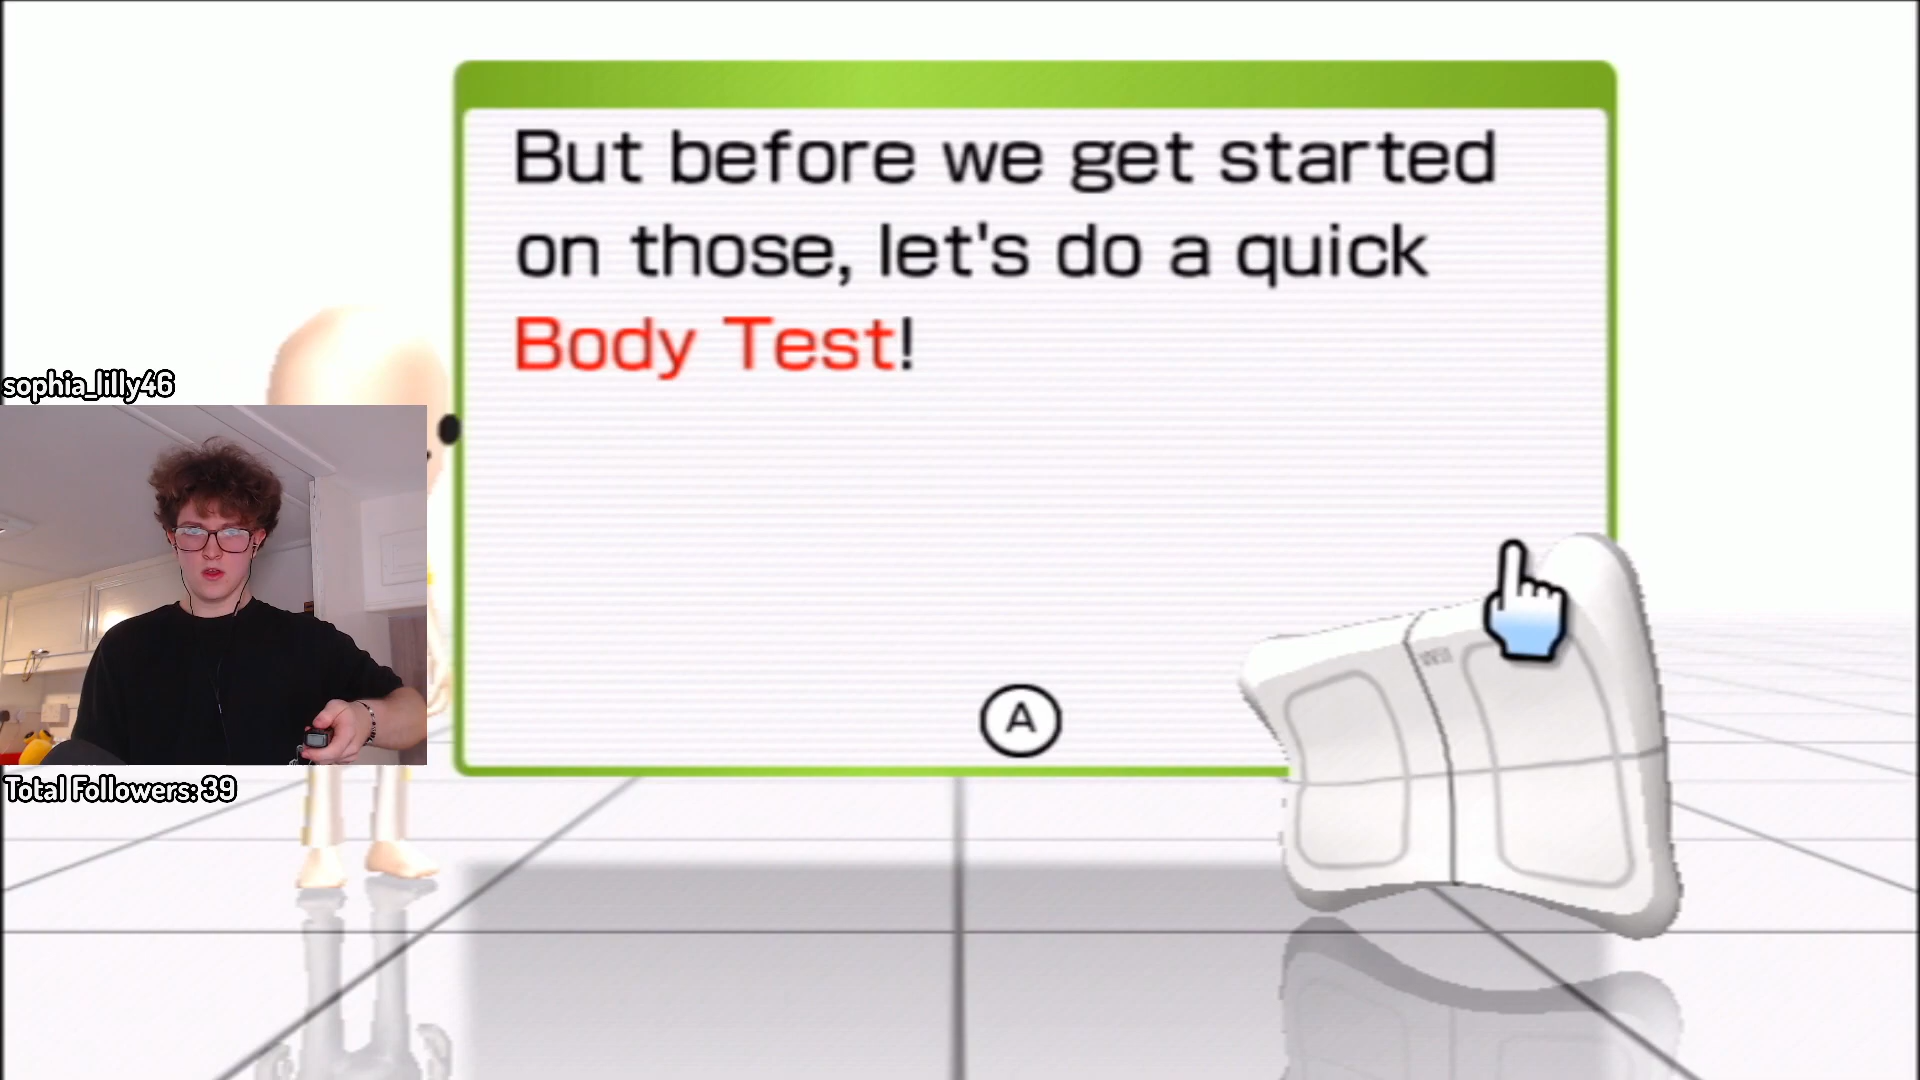 But before we get started
on those, let's do a quick
Body Test!
sophia_lilly46
A
Total Followers: 39